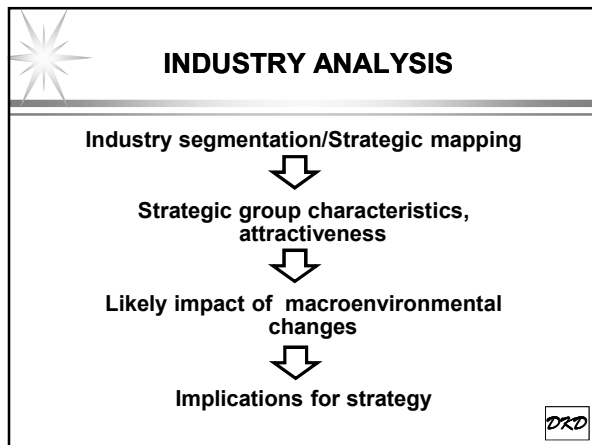 INDUSTRY ANALYSIS
Industry segmentation/Strategic mapping
Strategic group characteristics,
attractiveness
Likely impact of macroenvironmental
changes
Implications for strategy
DKD